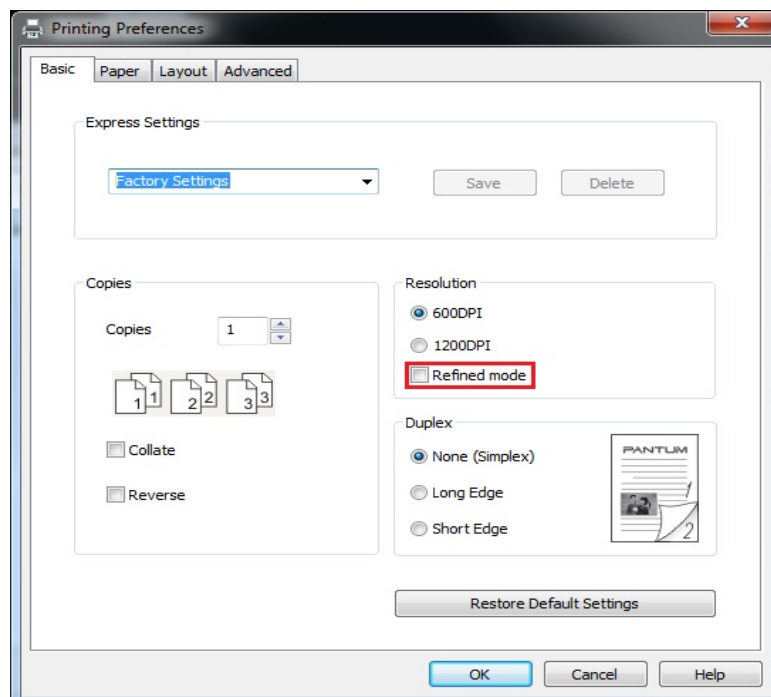 Printing Preferences
Basic
Paper
Layout
Advanced
Express Settings
Factory Settings
Save
Delete
Copies
Copies
1
1 1 2 2 3 3
Collate
Reverse
Resolution
600DPI
1200DPI
Refined mode
Duplex
None (Simplex)
Long Edge
Short Edge
PANTUM
1
2
Restore Default Settings
OK
Cancel
Help